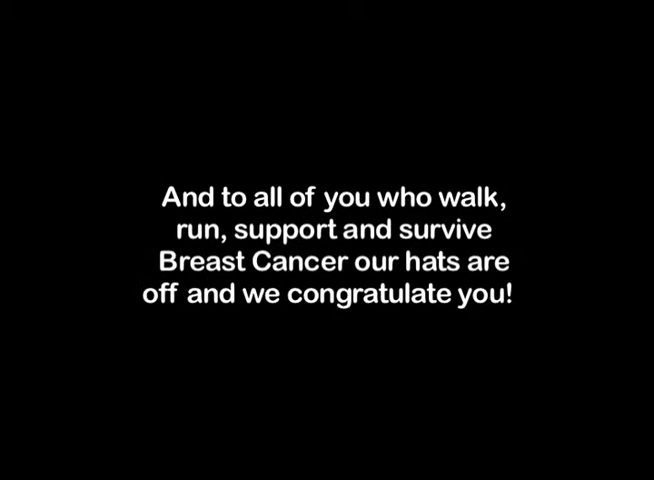 And to all of you who walk,
run, support and survive
Breast Cancer our hats are
off and we congratulate you!